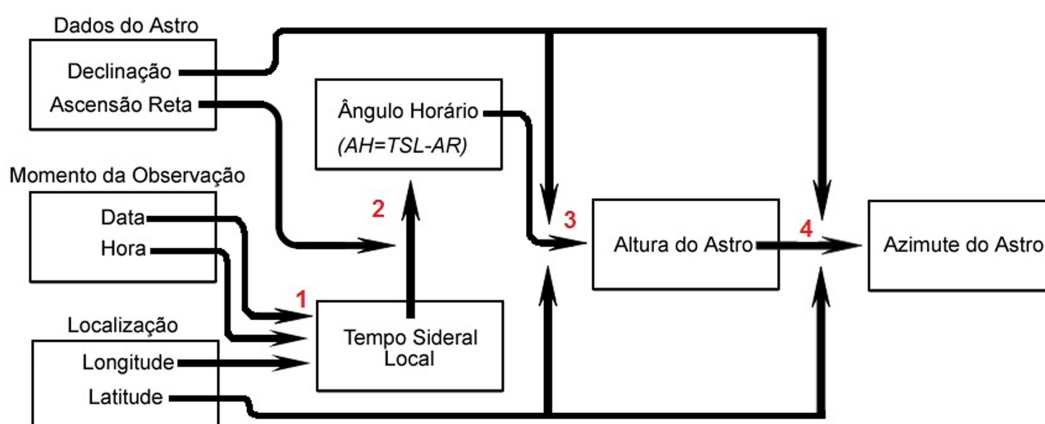 Dados do Astro
Declinação
Ascensão Reta
Momento da Observação
Data
Hora
Localização
Longitude
Latitude
1
Tempo Sideral
Local
2
Ângulo Horário
(AH=TSL-AR)
3
Altura do Astro
4
Azimute do Astro